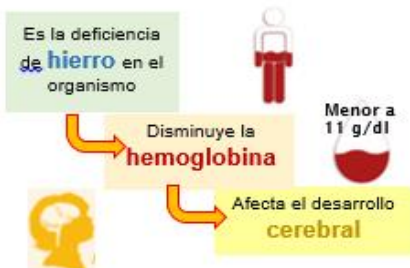 Es la deficiencia
de hierro en el
organismo
Disminuye la
hemoglobina
Menor a
11 g/dl
Afecta el desarrollo
cerebral